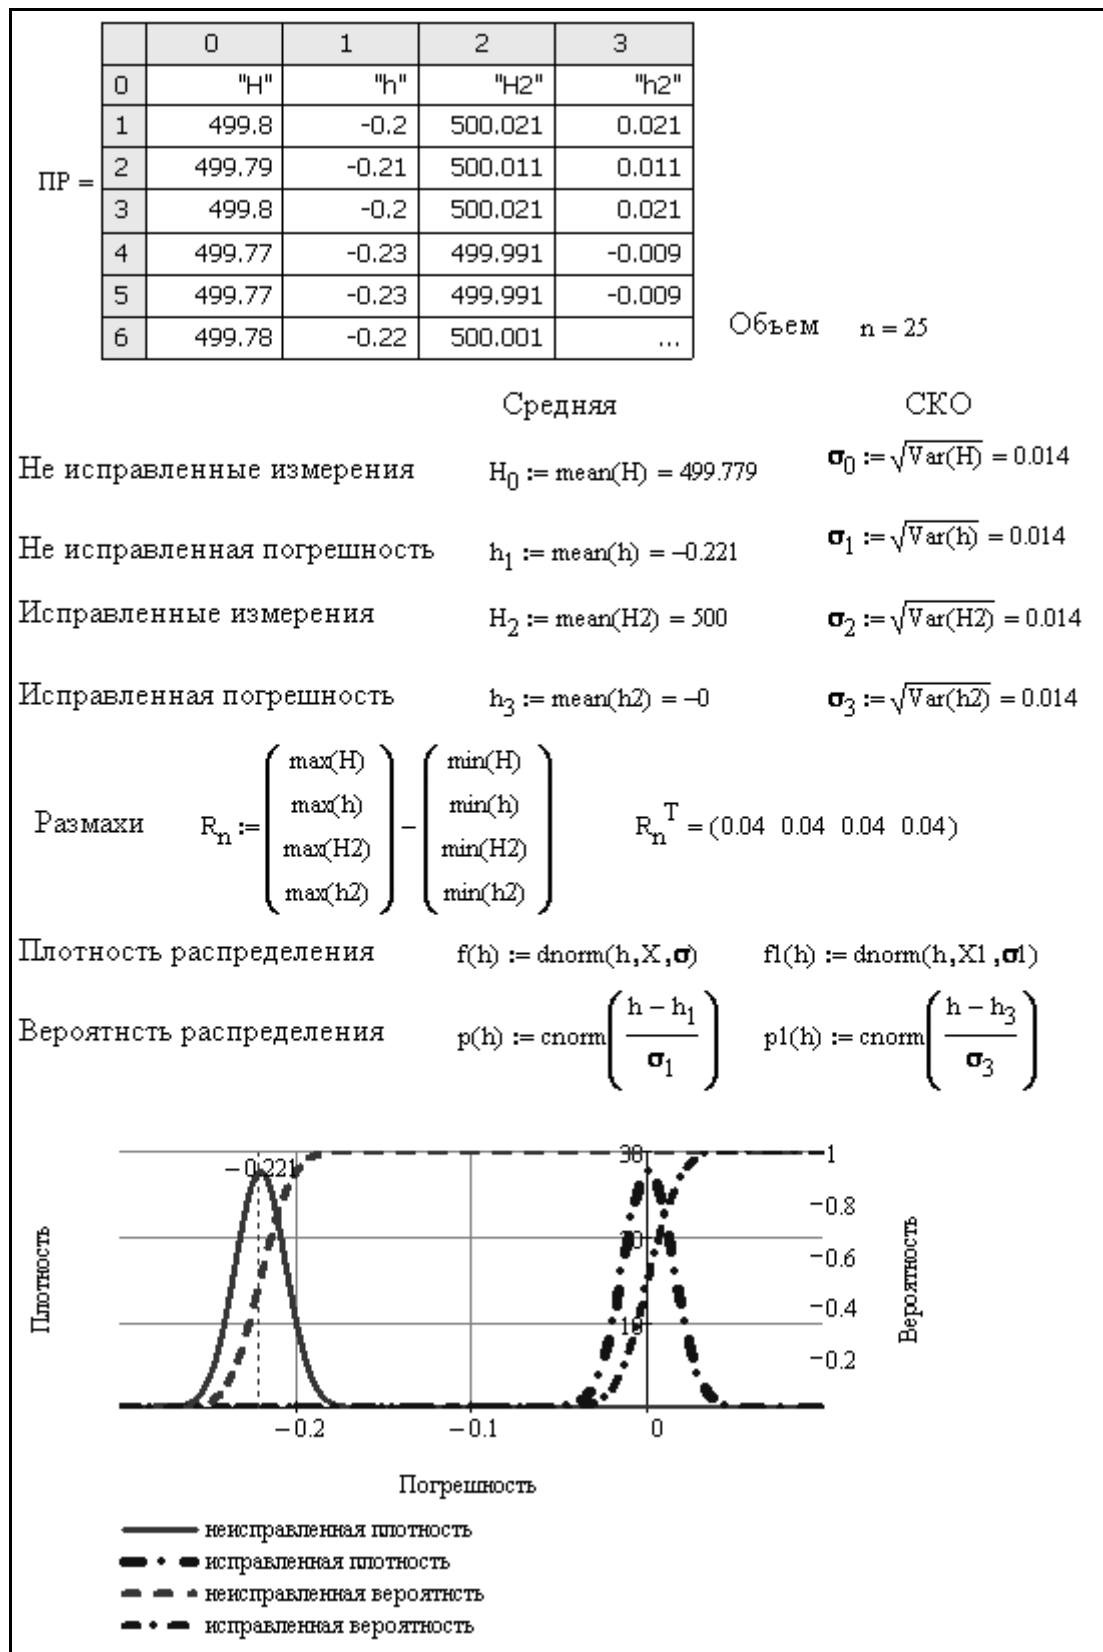 0 1 2 3
0 "H" "h" "H2" "h2"
1 499.8 -0.2 500.021 0.021
2 499.79 -0.21 500.011 0.011
ПР =
3 499.8 -0.2 500.021 0.021
4 499.77 -0.23 499.991 -0.009
5 499.77 -0.23 499.991 -0.009
6 499.78 -0.22 500.001 ...
Объем n = 25
Средняя СКО
Не исправленные измерения H₀ := mean(H) = 499.779 σ₀ := √Var(H) = 0.014
Не исправленная погрешность h₁ := mean(h) = −0.221 σ₁ := √Var(h) = 0.014
Исправленные измерения H₂ := mean(H2) = 500 σ₂ := √Var(H2) = 0.014
Исправленная погрешность h₃ := mean(h2) = −0 σ₃ := √Var(h2) = 0.014
max(H) min(H)
max(h) min(h)
Размахи Rₙ := − Rₙᵀ = (0.04 0.04 0.04 0.04)
max(H2) min(H2)
max(h2) min(h2)
Плотность распределения f(h) := dnorm(h,X,σ) f1(h) := dnorm(h,X1,σ1)
Вероятнсть распределения p(h) := cnorm((h − h₁)/σ₁) p1(h) := cnorm((h − h₃)/σ₃)
−0.221
30
20
10
1
0.8
0.6
0.4
0.2
Плотность
Вероятность
−0.2 −0.1 0
Погрешность
неисправленная плотность
исправленная плотность
неисправленная вероятнсть
исправленная вероятность